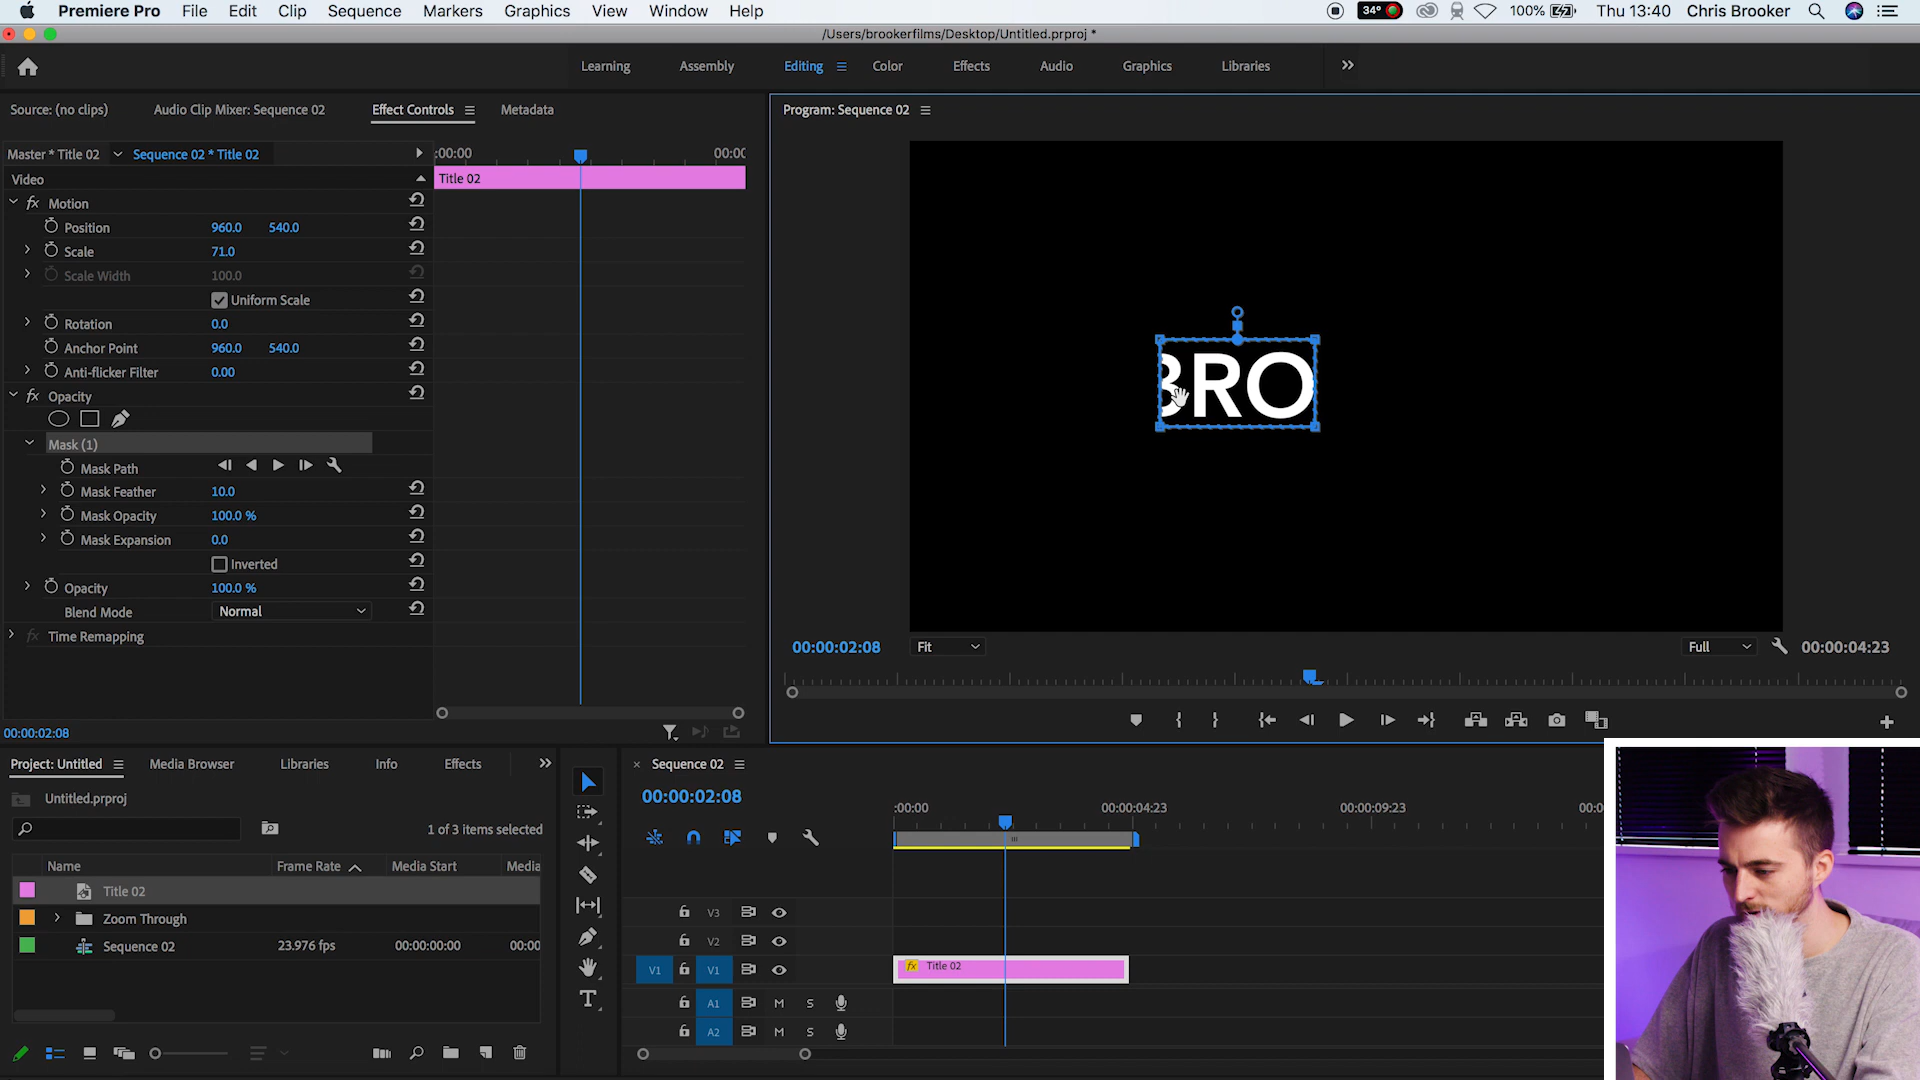 Premiere Pro File Edit Clip Sequence Markers Graphics View Window Help
34° 100% Thu 13:40 Chris Brooker
/Users/brookerfilms/Desktop/Untitled.prproj *
Learning Assembly Editing Color Effects Audio Graphics Libraries
Source: (no clips) Audio Clip Mixer: Sequence 02 Effect Controls Metadata
Master * Title 02 Sequence 02 * Title 02
:00:00 00:00
Video
Title 02
Motion
Position 960.0 540.0
Scale 71.0
Scale Width 100.0
Uniform Scale
Rotation 0.0
Anchor Point 960.0 540.0
Anti-flicker Filter 0.00
fx Opacity
Mask (1)
Mask Path
Mask Feather 10.0
Mask Opacity 100.0 %
Mask Expansion 0.0
Inverted
Opacity 100.0 %
Blend Mode Normal
Time Remapping
00:00:02:08
Program: Sequence 02
BRO
00:00:02:08 Fit Full 00:00:04:23
Project: Untitled Media Browser Libraries Info Effects
Untitled.prproj
1 of 3 items selected
Name Frame Rate Media Start Media
Title 02
Zoom Through
Sequence 02 23.976 fps 00:00:00:00 00:00
Sequence 02
00:00:02:08
:00:00 00:00:04:23 00:00:09:23 00:0
V3
V2
V1 V1 fx Title 02
A1 M S
A2 M S